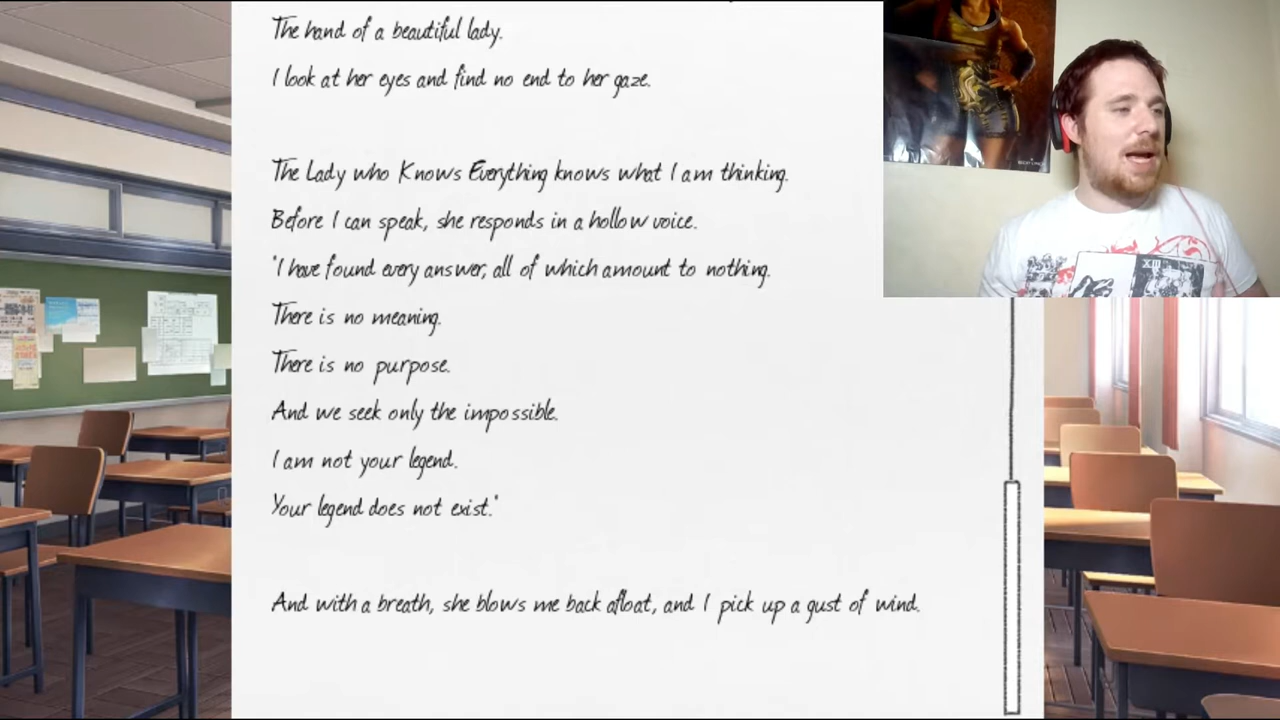 The hand of a beautiful lady.
I look at her eyes and find no end to her gaze.
The Lady who Knows Everything knows what I am thinking.
Before I can speak, she responds in a hollow voice.
"I have found every answer, all of which amount to nothing.
There is no meaning.
There is no purpose.
And we seek only the impossible.
I am not your legend.
Your legend does not exist."
And with a breath, she blows me back afloat, and I pick up a gust of wind.
XIII